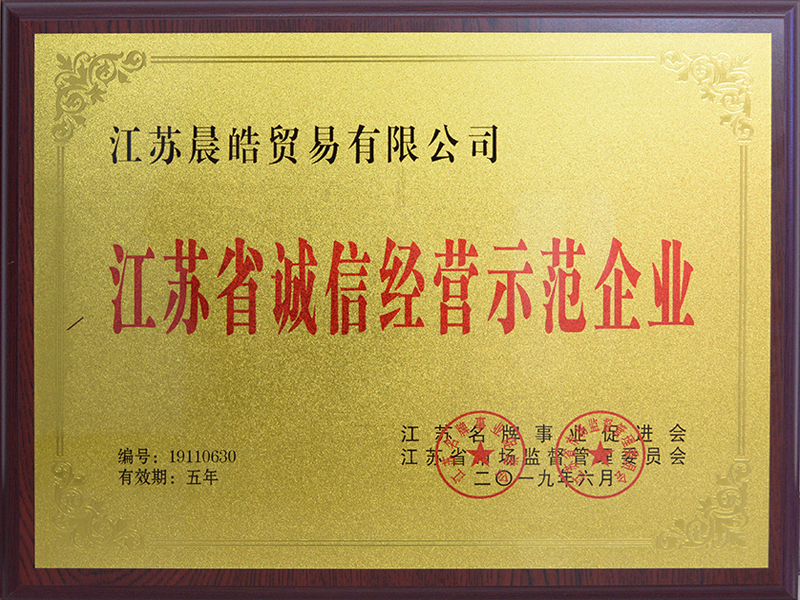 江苏晨皓贸易有限公司
江苏省诚信经营示范企业
编号：19110630
有效期：五年
江苏名牌事业促进会
江苏省市场监督管理委员会
二〇一九年六月